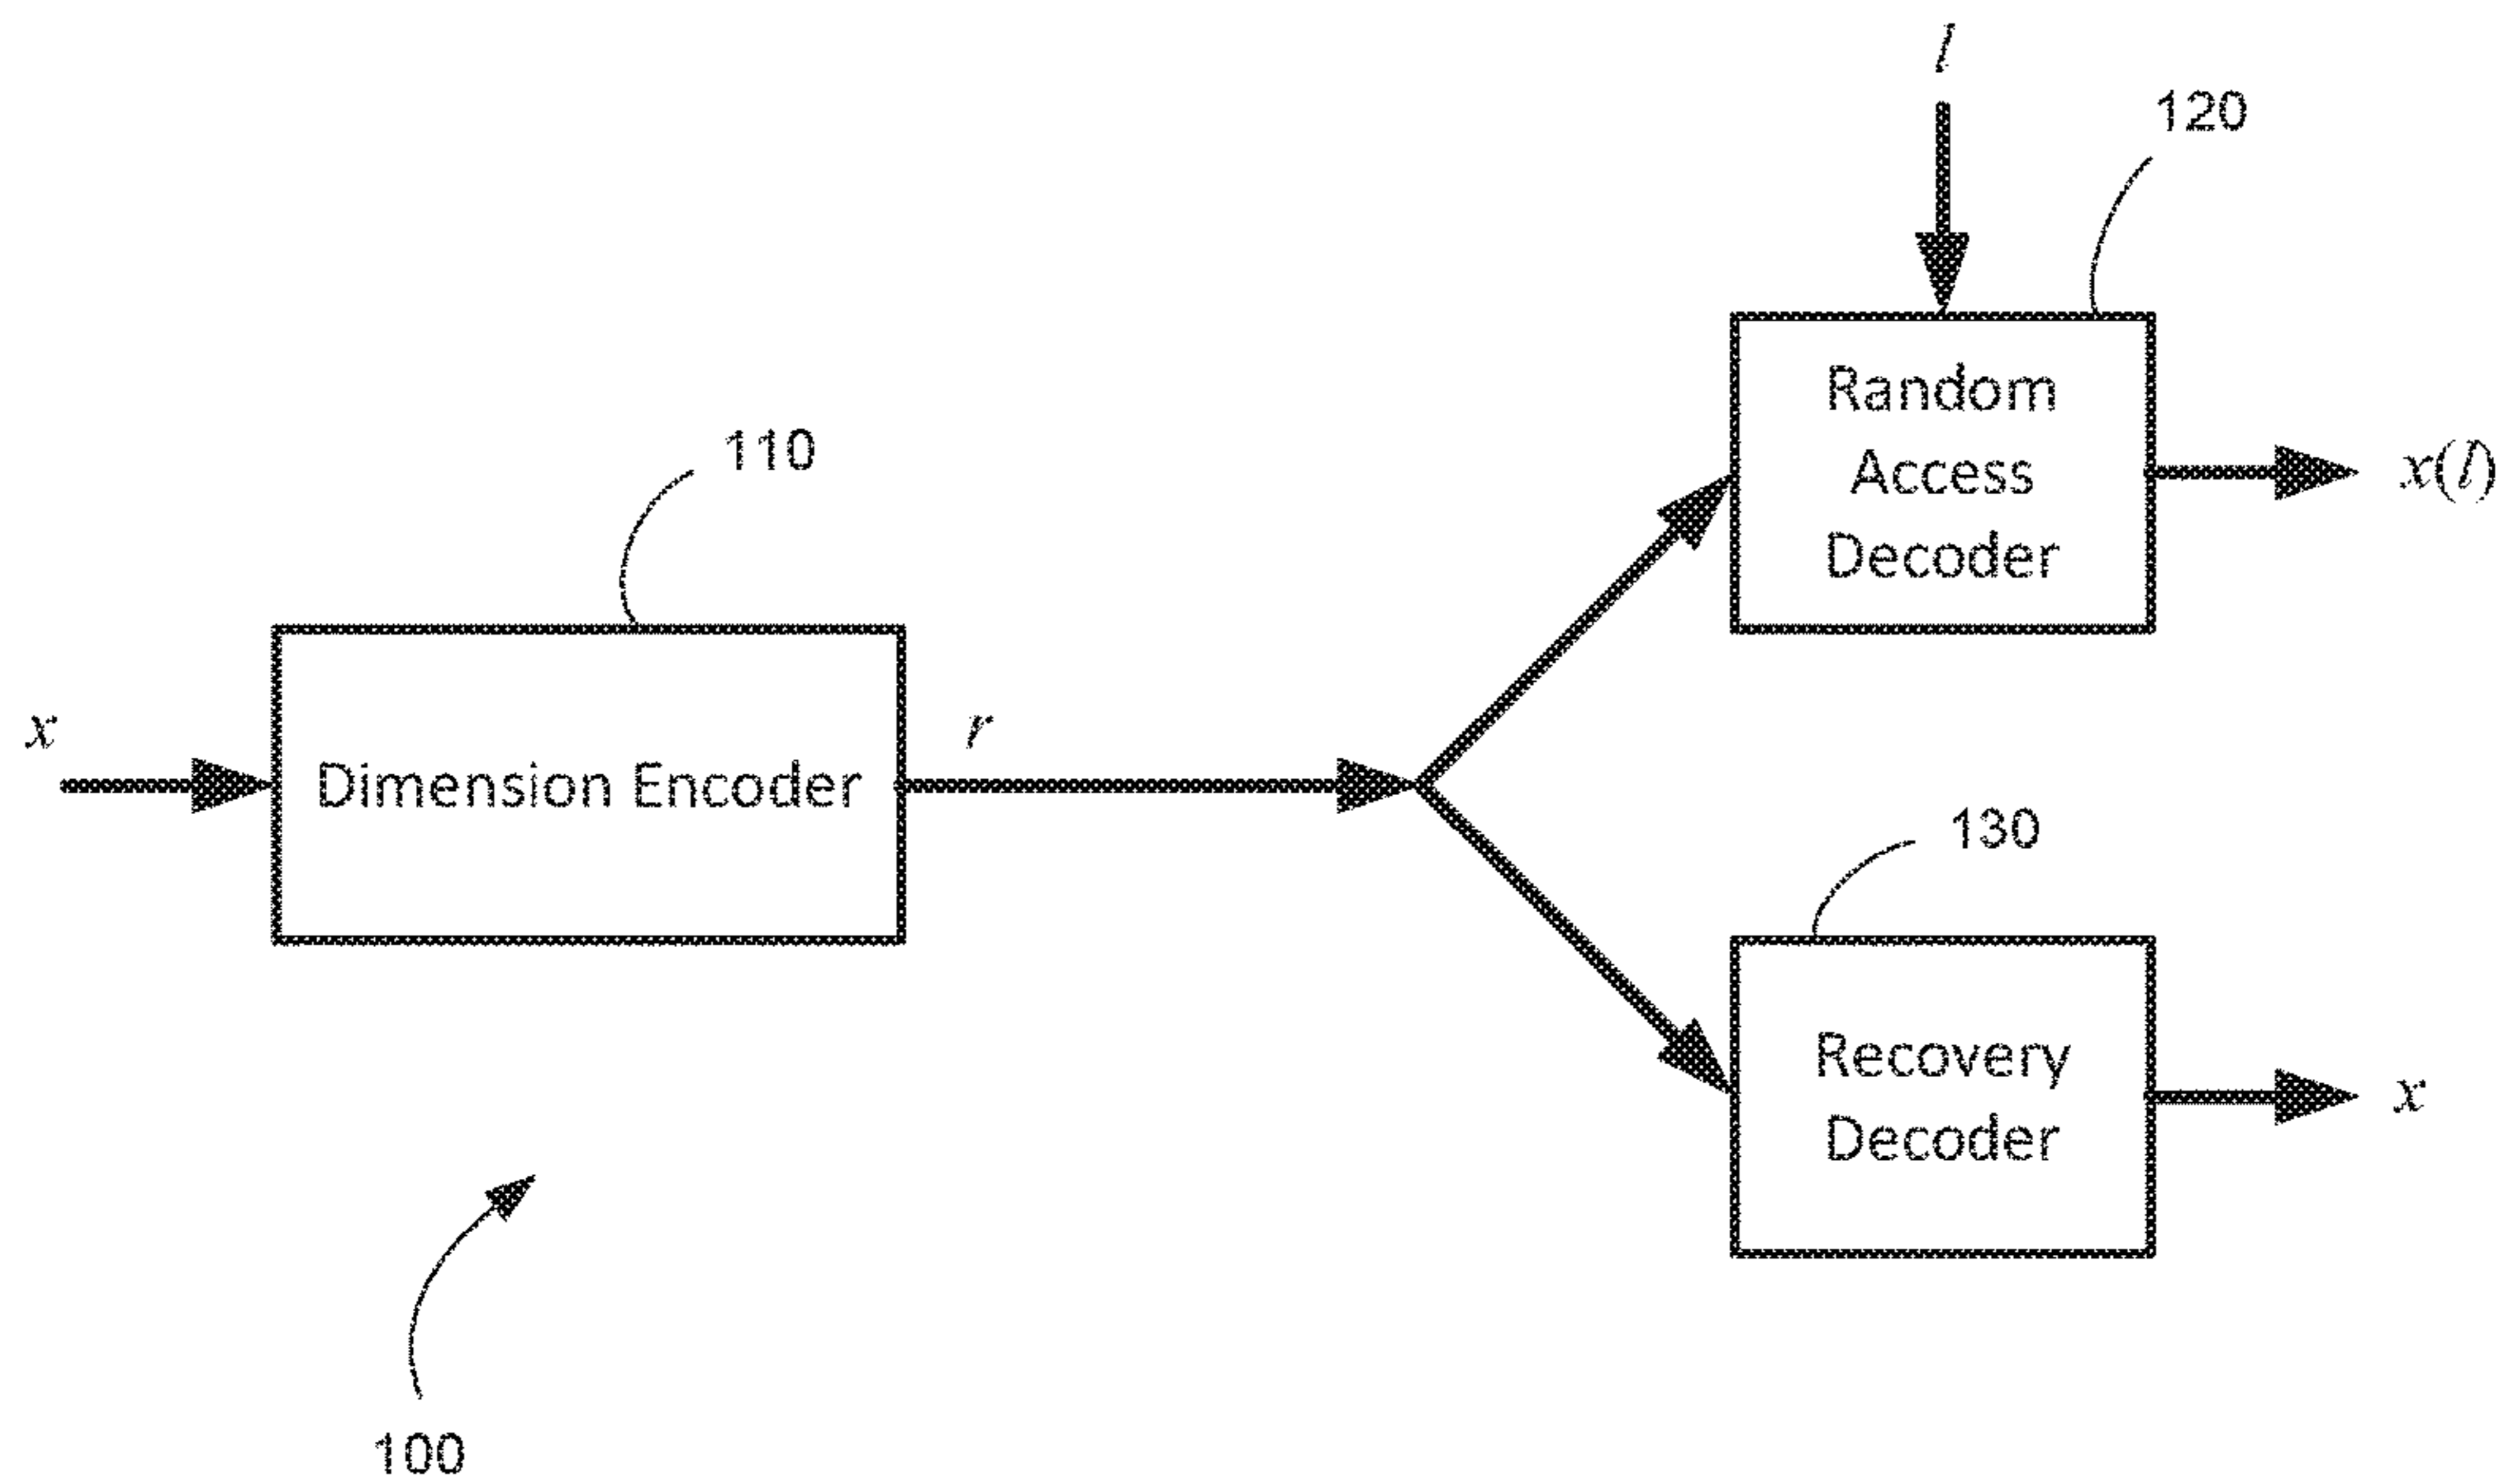 l
120
Random
Access
Decoder
x(l)
110
x
Dimension Encoder
r
130
Recovery
Decoder
x
100